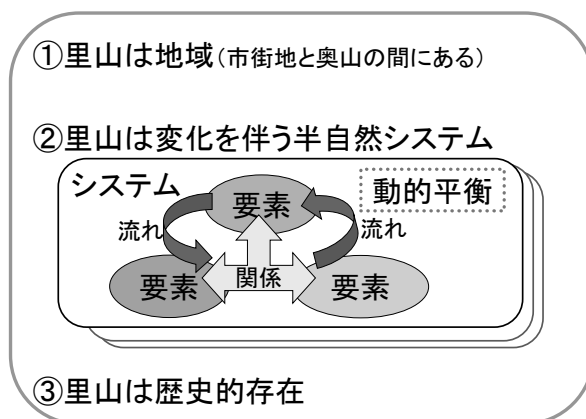 ①里山は地域(市街地と奥山の間にある)
②里山は変化を伴う半自然システム
システム
動的平衡
要素
流れ
流れ
関係
要素
要素
③里山は歴史的存在